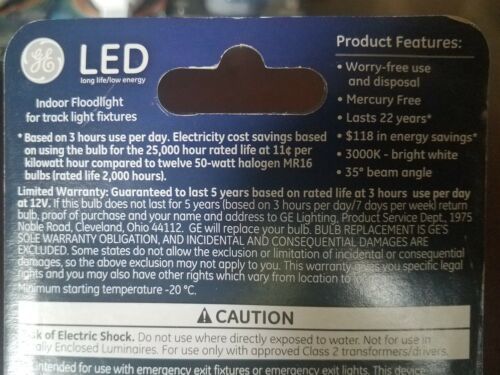 GE LED
long life/low energy
Indoor Floodlight
for track light fixtures
Product Features:
• Worry-free use
and disposal
• Mercury Free
• Lasts 22 years*
• $118 in energy savings*
• 3000K - bright white
• 35° beam angle
* Based on 3 hours use per day. Electricity cost savings based
on using the bulb for the 25,000 hour rated life at 11¢ per
kilowatt hour compared to twelve 50-watt halogen MR16
bulbs (rated life 2,000 hours).
Limited Warranty: Guaranteed to last 5 years based on rated life at 3 hours use per day
at 12V. If this bulb does not last for 5 years (based on 3 hours per day/7 days per week) return
bulb, proof of purchase and your name and address to GE Lighting, Product Service Dept., 1975
Noble Road, Cleveland, Ohio 44112. GE will replace your bulb. BULB REPLACEMENT IS GE'S
SOLE WARRANTY OBLIGATION, AND INCIDENTAL AND CONSEQUENTIAL DAMAGES ARE
EXCLUDED. Some states do not allow the exclusion or limitation of incidental or consequential
damages, so the above exclusion may not apply to you. This warranty gives you specific legal
rights and you may also have other rights which vary from location to
Minimum starting temperature -20 °C.
⚠ CAUTION
of Electric Shock. Do not use where directly exposed to water. Not for use in
Enclosed Luminaires. For use only with approved Class 2 transformers/drivers.
intended for use with emergency exit fixtures or emergency exit lights. This device